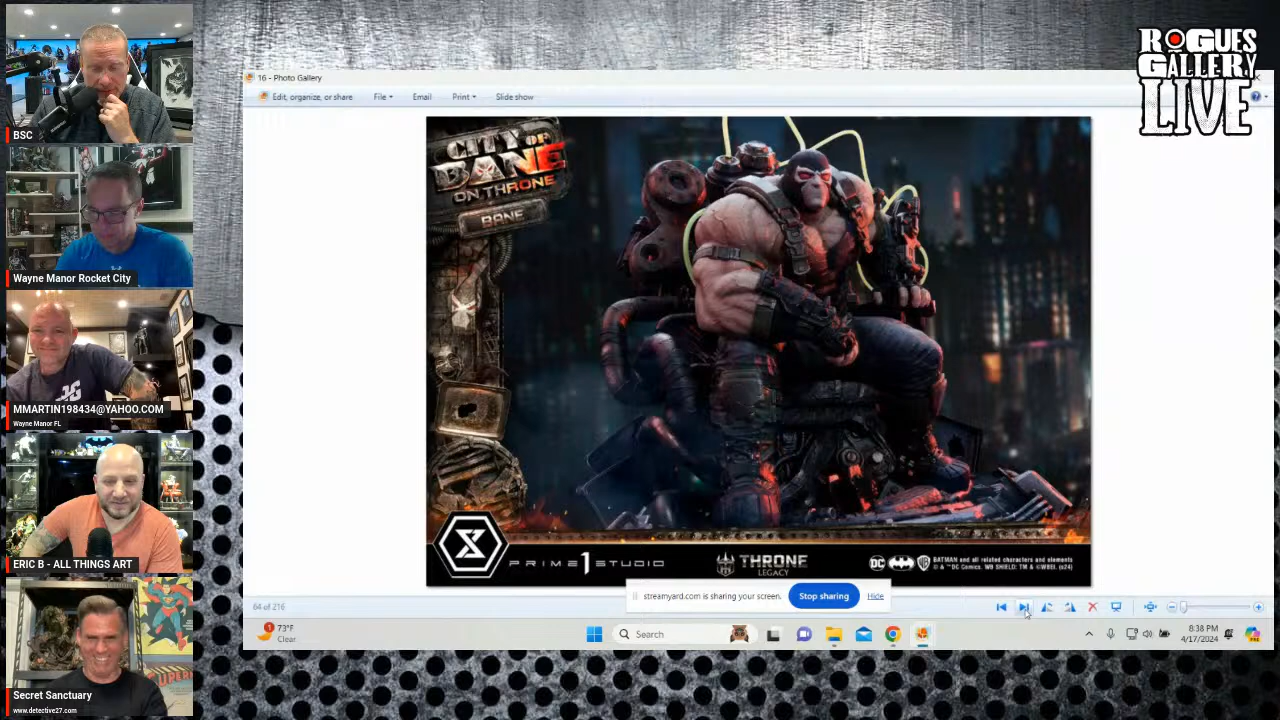 BSC
Wayne Manor Rocket City
MMARTIN198434@YAHOO.COM
Wayne Manor FL
ERIC B - ALL THINGS ART
Secret Sanctuary
www.detective27.com
ROGUES
GALLERY
LIVE
16 - Photo Gallery
Edit, organize, or share
File
Email
Print
Slide show
CITY OF
BANE
ON THRONE
BANE
PRIME 1 STUDIO
THRONE
LEGACY
DC
BATMAN and all related characters and elements
© & ™ DC Comics. WB SHIELD: TM & ©WBEI. (s24)
streamyard.com is sharing your screen.
Stop sharing
Hide
64 of 216
1
73°F
Clear
Search
8:38 PM
4/17/2024